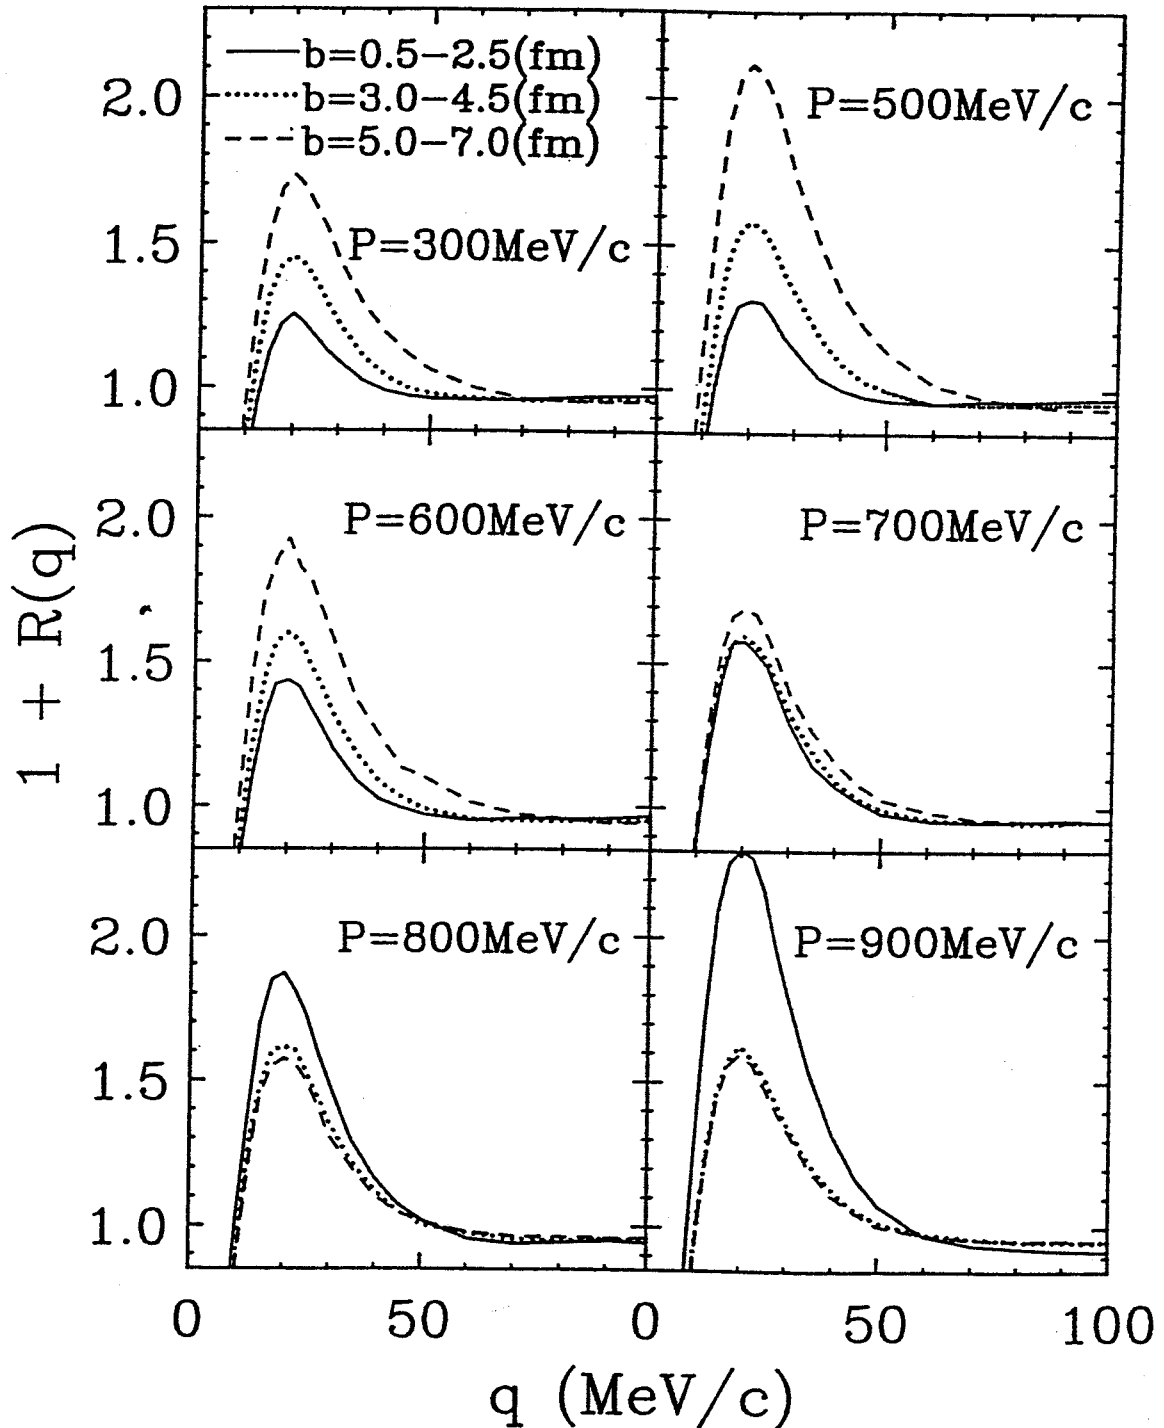 b=0.5−2.5(fm)
b=3.0−4.5(fm)
b=5.0−7.0(fm)
2.0
1.5
1.0
P=300MeV/c
P=500MeV/c
2.0
1.5
1.0
P=600MeV/c
P=700MeV/c
1 + R(q)
2.0
1.5
1.0
P=800MeV/c
P=900MeV/c
0 50 0 50 100
q (MeV/c)